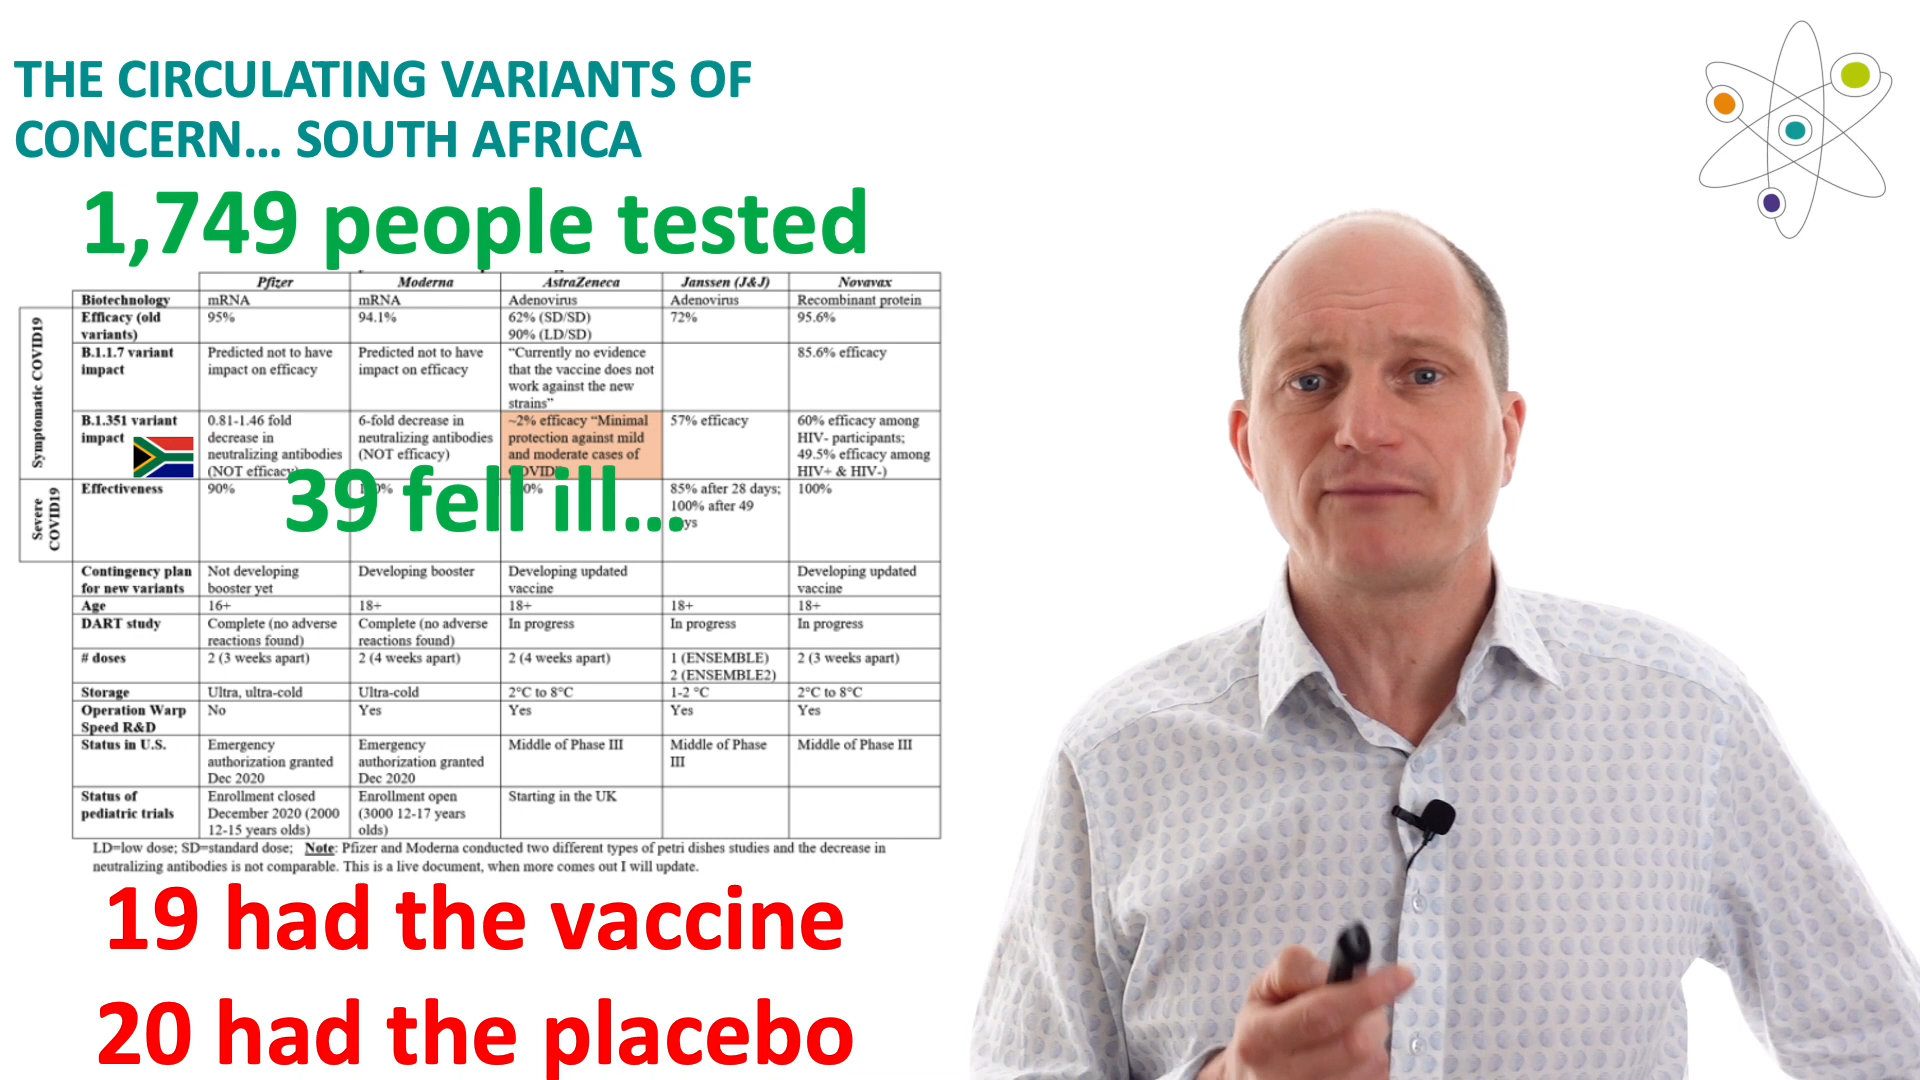 THE CIRCULATING VARIANTS OF
CONCERN... SOUTH AFRICA
1,749 people tested
Pfizer Moderna AstraZeneca Janssen (J&J) Novavax
Biotechnology mRNA mRNA Adenovirus Adenovirus Recombinant protein
Symptomatic COVID19
Efficacy (old variants) 95% 94.1% 62% (SD/SD) 90% (LD/SD) 72% 95.6%
B.1.1.7 variant impact Predicted not to have impact on efficacy Predicted not to have impact on efficacy "Currently no evidence that the vaccine does not work against the new strains" 85.6% efficacy
B.1.351 variant impact 0.81-1.46 fold decrease in neutralizing antibodies (NOT efficacy) 6-fold decrease in neutralizing antibodies (NOT efficacy) ~2% efficacy "Minimal protection against mild and moderate cases of 57% efficacy 60% efficacy among HIV- participants; 49.5% efficacy among HIV+ & HIV-)
39 fell ill...
Severe COVID19
Effectiveness 90% 85% after 28 days; 100% after 49 100%
Contingency plan for new variants Not developing booster yet Developing booster Developing updated vaccine Developing updated vaccine
Age 16+ 18+ 18+ 18+ 18+
DART study Complete (no adverse reactions found) Complete (no adverse reactions found) In progress In progress In progress
# doses 2 (3 weeks apart) 2 (4 weeks apart) 2 (4 weeks apart) 1 (ENSEMBLE) 2 (ENSEMBLE2) 2 (3 weeks apart)
Storage Ultra, ultra-cold Ultra-cold 2°C to 8°C 1-2 °C 2°C to 8°C
Operation Warp Speed R&D No Yes Yes Yes Yes
Status in U.S. Emergency authorization granted Dec 2020 Emergency authorization granted Dec 2020 Middle of Phase III Middle of Phase III Middle of Phase III
Status of pediatric trials Enrollment closed December 2020 (2000 12-15 years olds) Enrollment open (3000 12-17 years olds) Starting in the UK
LD=low dose; SD=standard dose; Note: Pfizer and Moderna conducted two different types of petri dishes studies and the decrease in
neutralizing antibodies is not comparable. This is a live document, when more comes out I will update.
19 had the vaccine
20 had the placebo